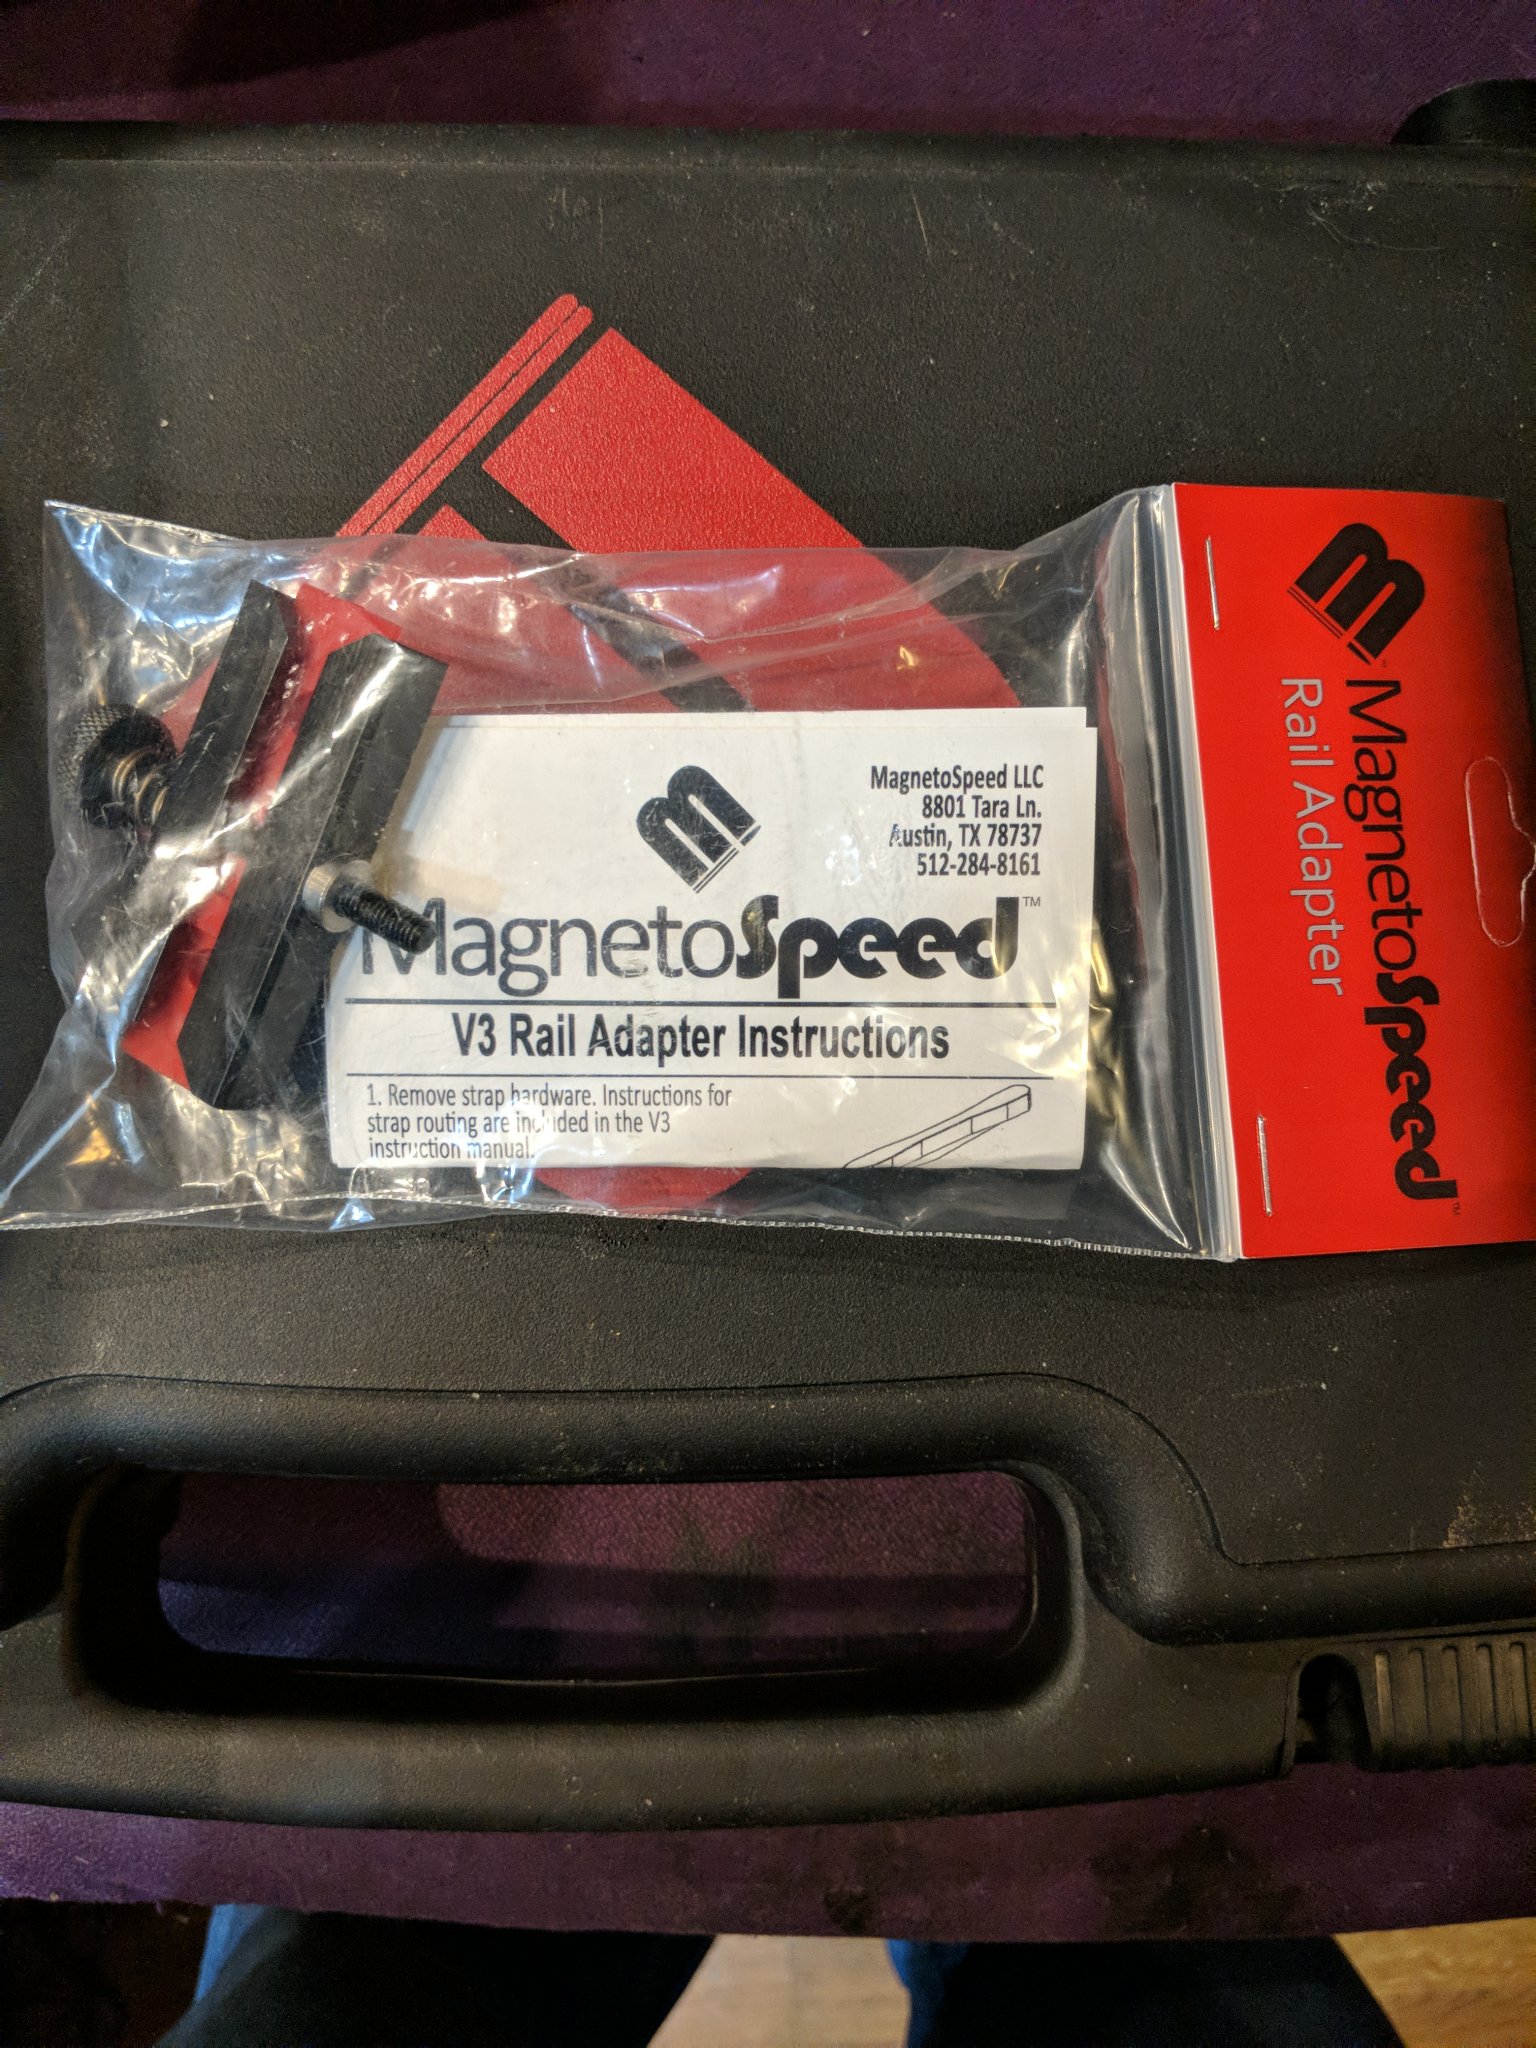 MagnetoSpeed LLC
8801 Tara Ln.
Austin, TX 78737
512-284-8161
MagnetoSpeed™
V3 Rail Adapter Instructions
1. Remove strap hardware. Instructions for
strap routing are included in the V3
instruction manual.
MagnetoSpeed™
Rail Adapter